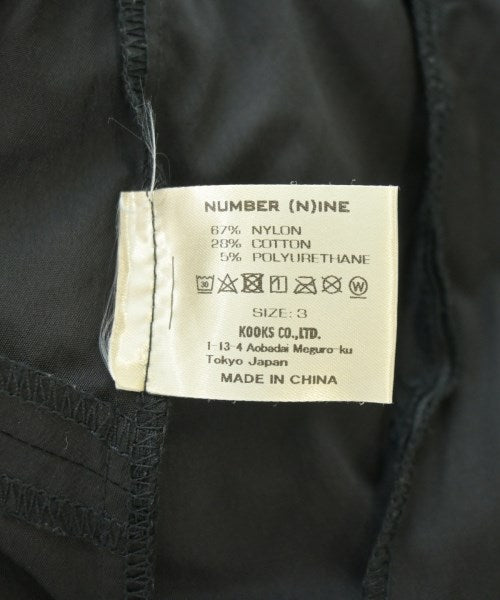 NUMBER (N)INE
67% NYLON
28% COTTON
5% POLYURETHANE
30 W
SIZE: 3
KOOKS CO.,LTD.
1-13-4 Aobadai Meguro-ku
Tokyo Japan
MADE IN CHINA